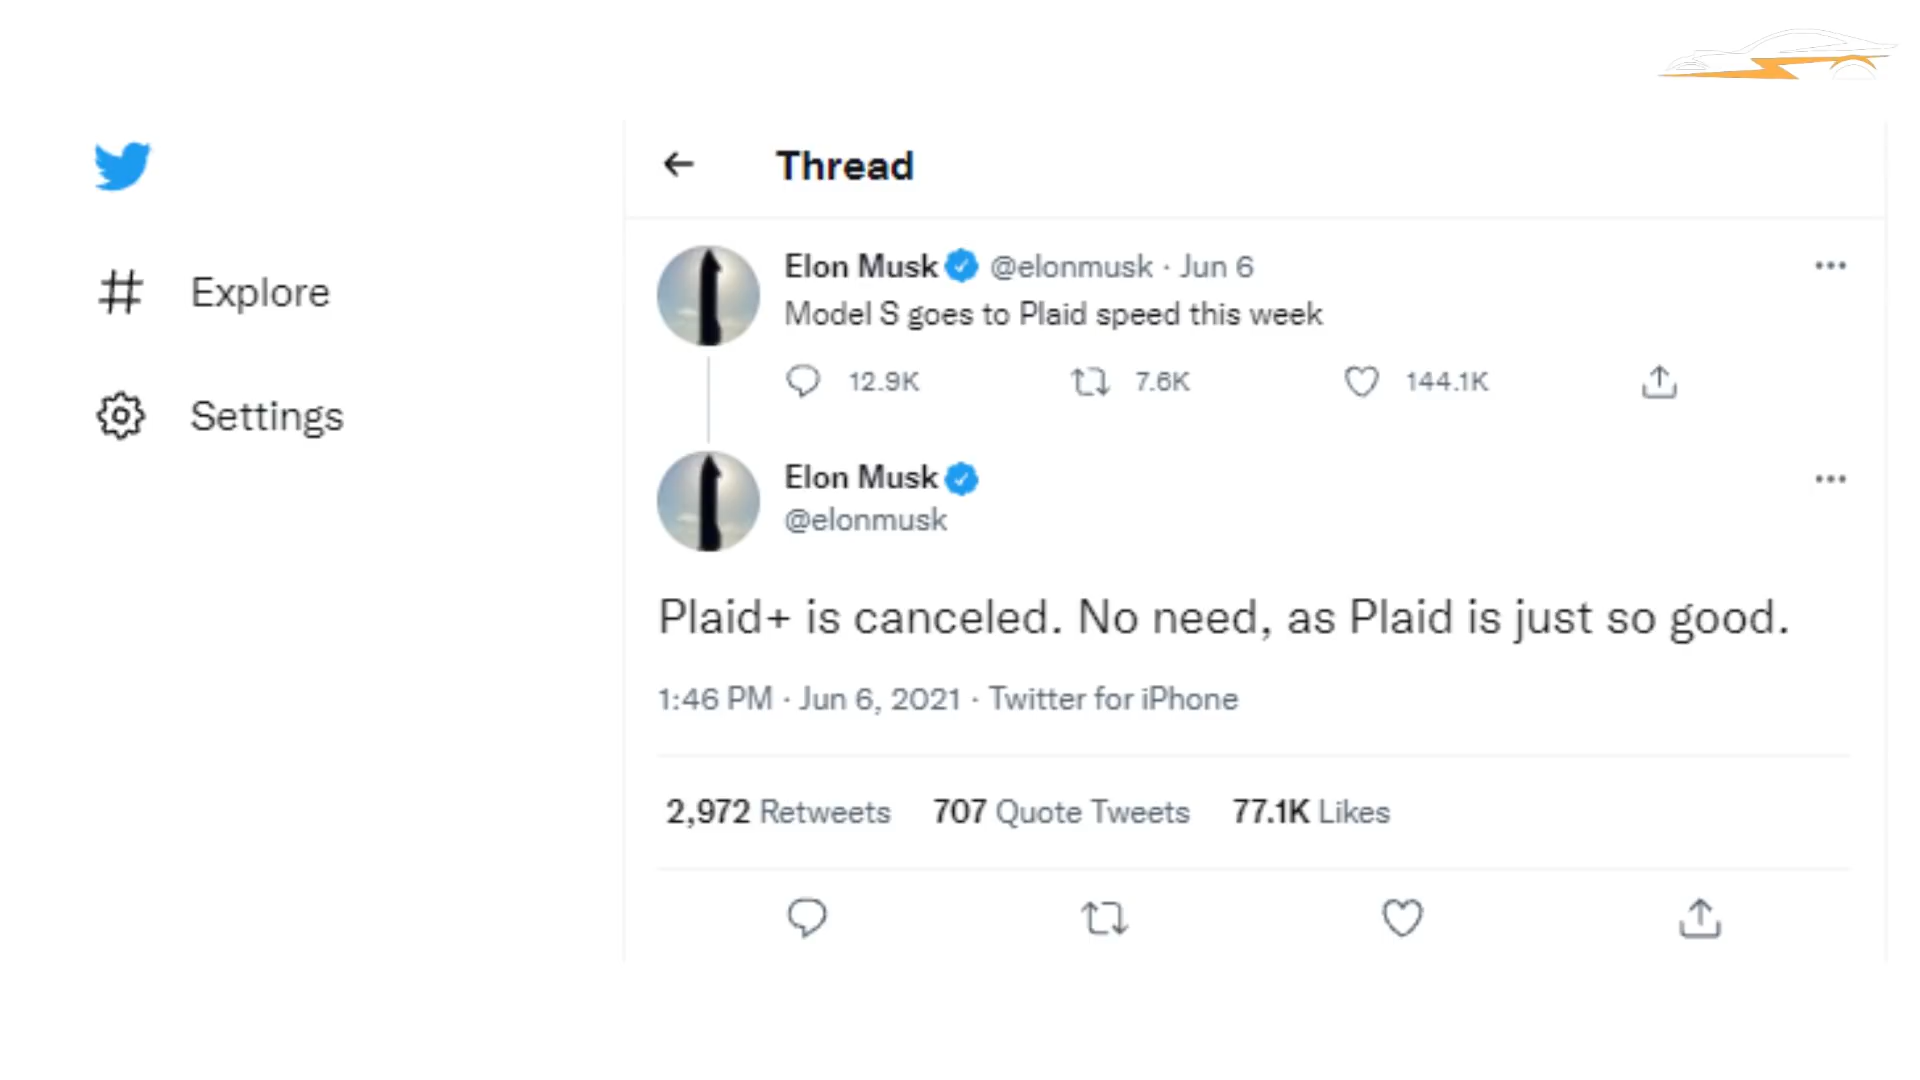 Thread
Explore
Settings
Elon Musk @elonmusk · Jun 6
Model S goes to Plaid speed this week
12.9K 7.6K 144.1K
Elon Musk
@elonmusk
Plaid+ is canceled. No need, as Plaid is just so good.
1:46 PM · Jun 6, 2021 · Twitter for iPhone
2,972 Retweets 707 Quote Tweets 77.1K Likes